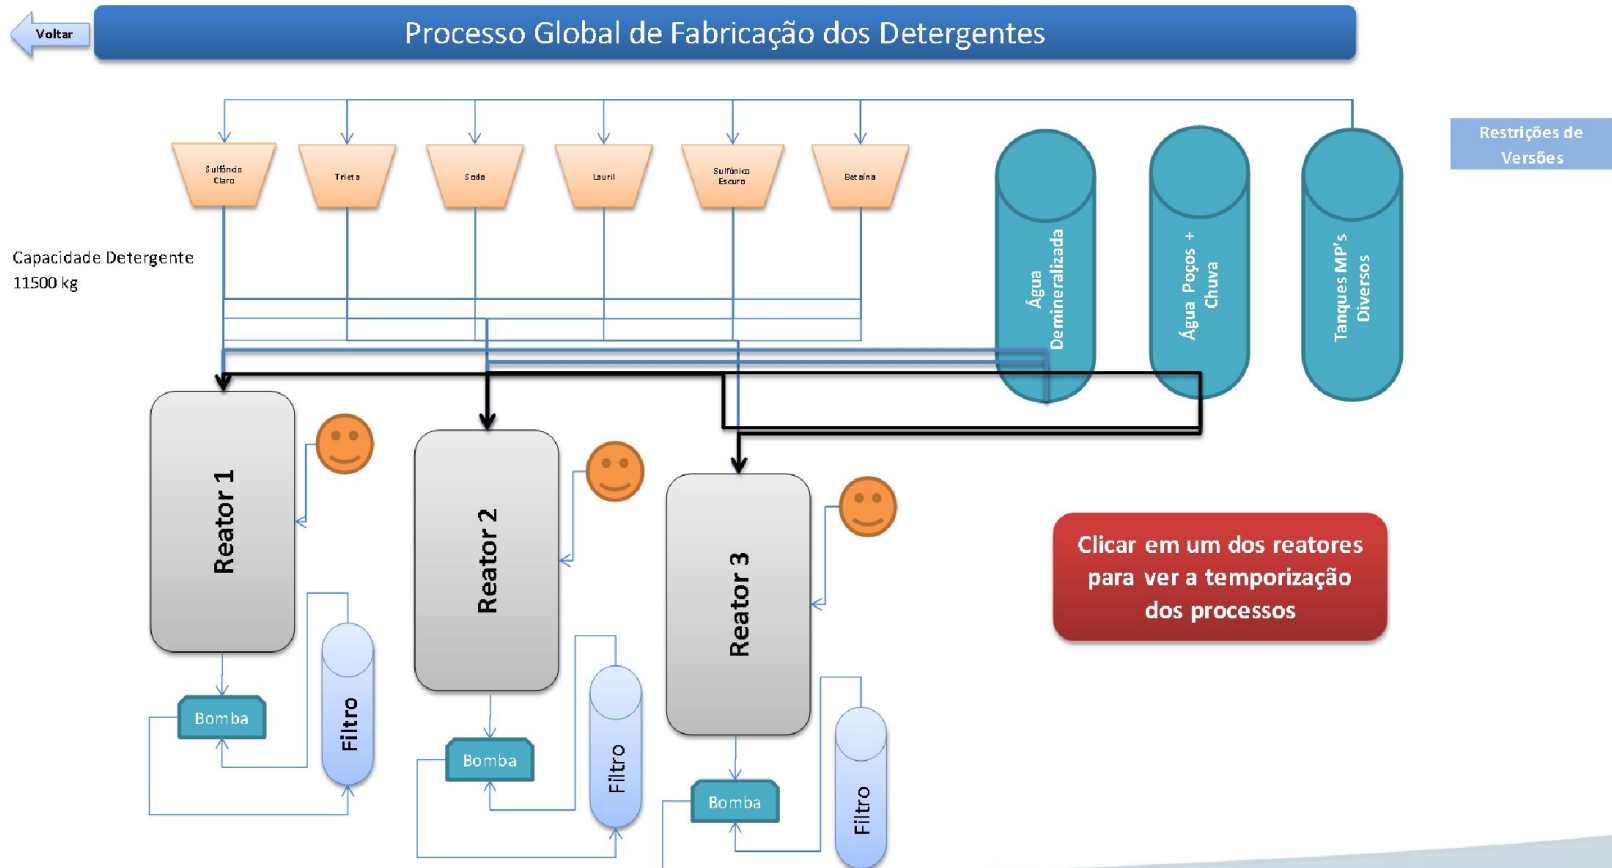 Voltar
Processo Global de Fabricação dos Detergentes
Restrições de
Versões
Sulfônico
Claro
Trieta
Soda
Lauril
Sulfônico
Escuro
Betaína
Capacidade Detergente
11500 kg
Água
Demineralizada
Água Poços +
Chuva
Tanques MP's
Diversos
Reator 1
Reator 2
Reator 3
Clicar em um dos reatores
para ver a temporização
dos processos
Bomba
Filtro
Bomba
Filtro
Bomba
Filtro